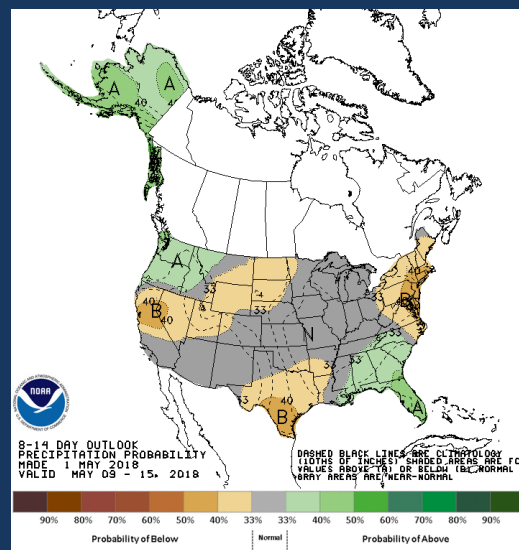 A
A
40
A
33
33
40
B
40
33
33
N
40
B
33
33
40
33
B
33
A
NOAA
8-14 DAY OUTLOOK
PRECIPITATION PROBABILITY
MADE 1 MAY 2018
VALID MAY 09 - 15, 2018
DASHED BLACK LINES ARE CLIMATOLOGY
(10THS OF INCHES) SHADED AREAS ARE FO
VALUES ABOVE (A) OR BELOW (B) NORMAL
GRAY AREAS ARE NEAR-NORMAL
90% 80% 70% 60% 50% 40% 33% 33% 40% 50% 60% 70% 80% 90%
Probability of Below Normal Probability of Above